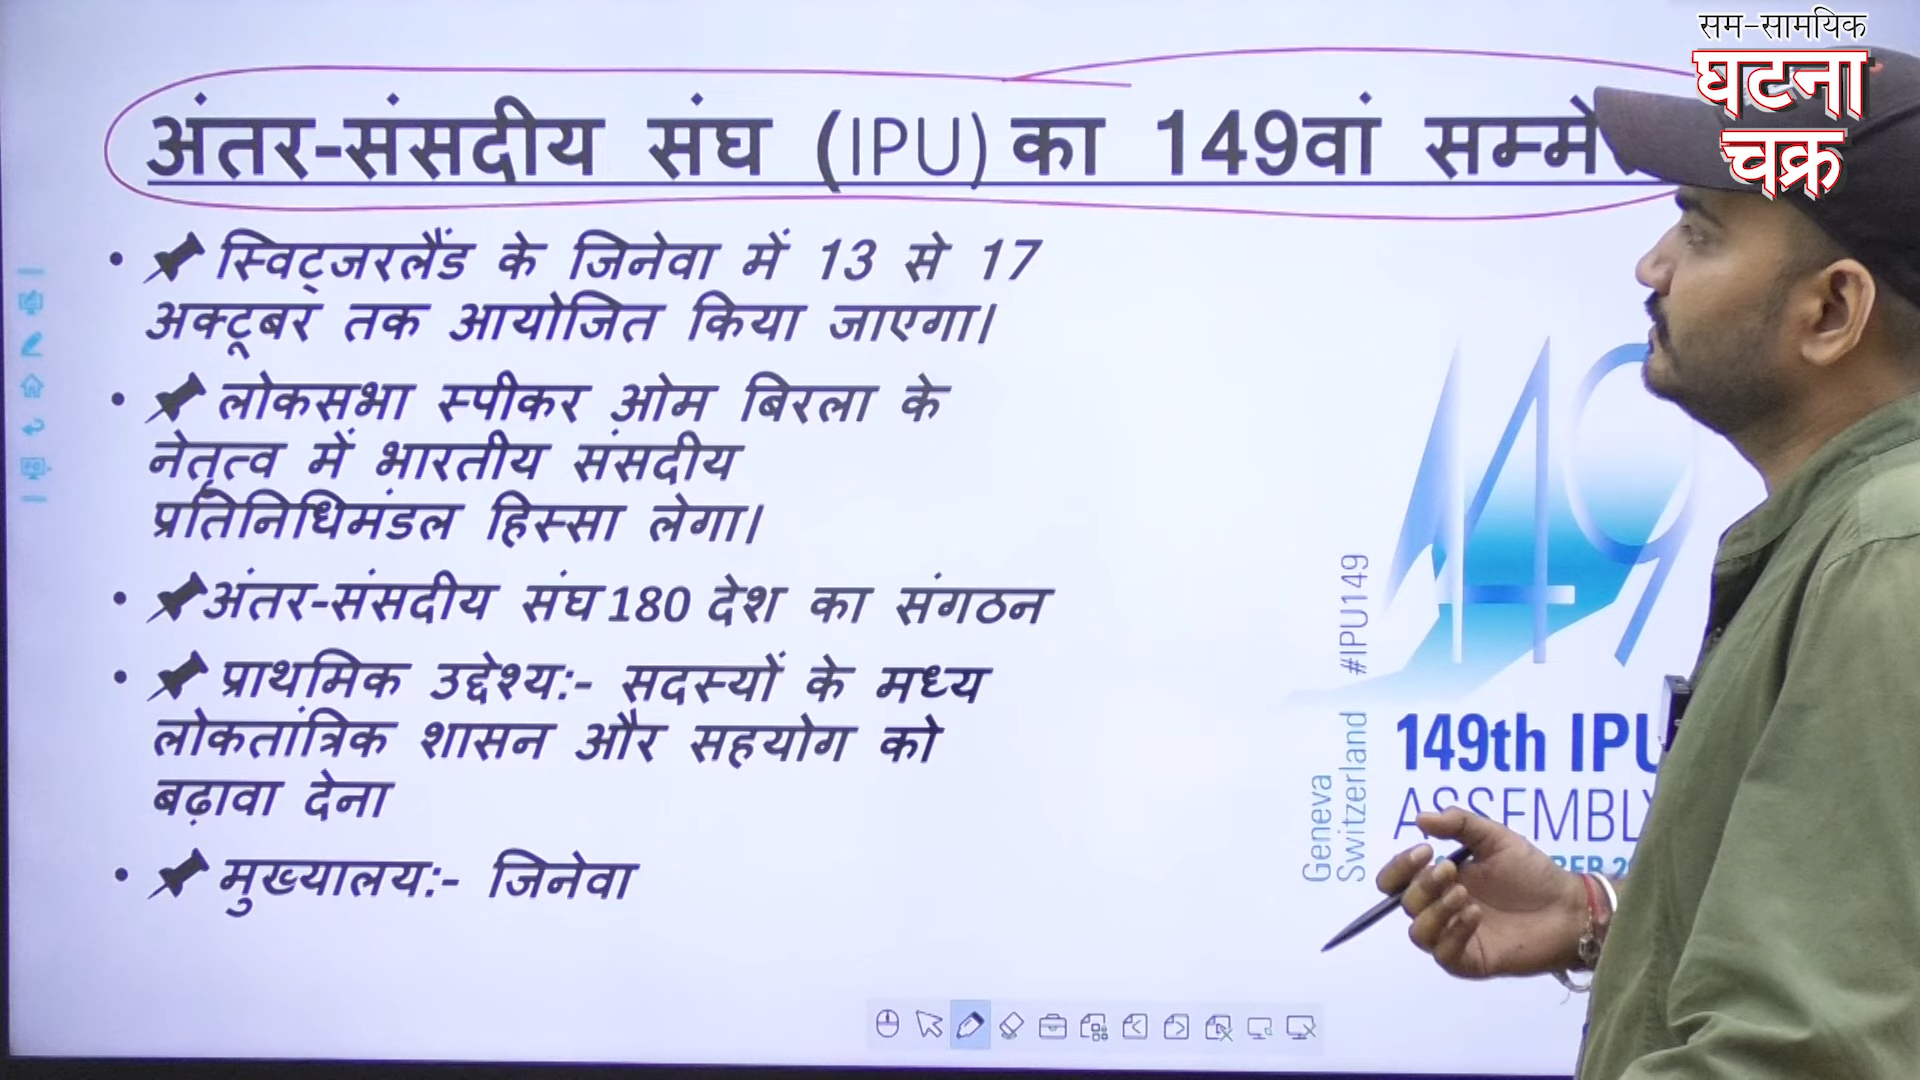 सम-सामयिक
घटना
चक्र
अंतर-संसदीय संघ (IPU) का 149वां
• स्विट्जरलैंड के जिनेवा में 13 से 17
अक्टूबर तक आयोजित किया जाएगा।
• लोकसभा स्पीकर ओम बिरला के
नेतृत्व में भारतीय संसदीय
प्रतिनिधिमंडल हिस्सा लेगा।
• अंतर-संसदीय संघ 180 देश का संगठन
• प्राथमिक उद्देश्य:- सदस्यों के मध्य
लोकतांत्रिक शासन और सहयोग को
बढ़ावा देना
• मुख्यालय:- जिनेवा
149
#IPU149
Geneva
Switzerland
149th IPU
ASSEMBLY